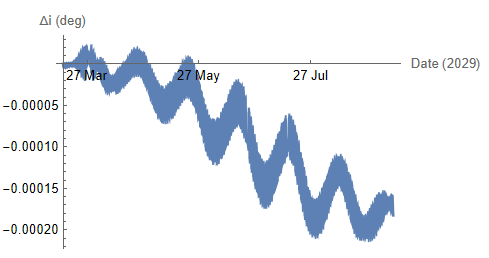 Δi (deg)
27 Mar 27 May 27 Jul Date (2029)
-0.00005
-0.00010
-0.00015
-0.00020